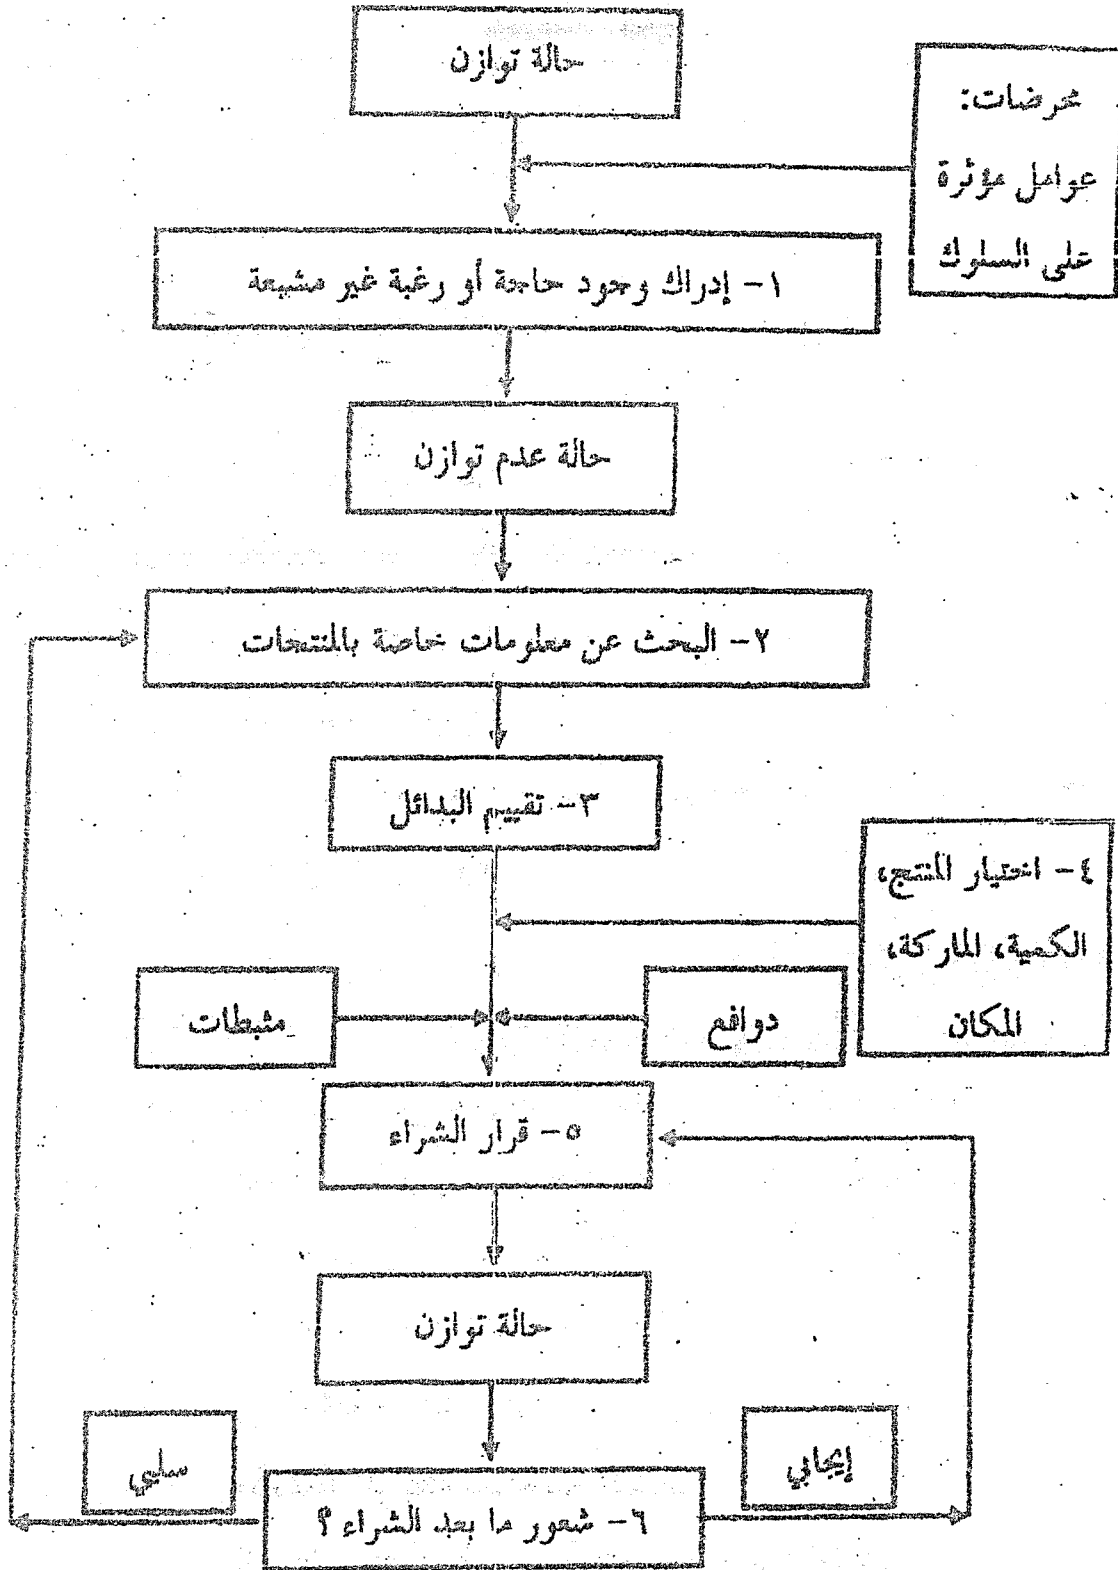 حالة توازن
محرضات:
عوامل مؤثرة
على السلوك
١- إدراك وجود حاجة أو رغبة غير مشبعة
حالة عدم توازن
٢- البحث عن معلومات خاصة بالمنتجات
٣- تقييم البدائل
٤- اختيار المنتج،
الكمية، الماركة،
المكان
دوافع
مثبطات
٥- قرار الشراء
حالة توازن
إيجابي
سلبي
٦- شعور ما بعد الشراء ؟